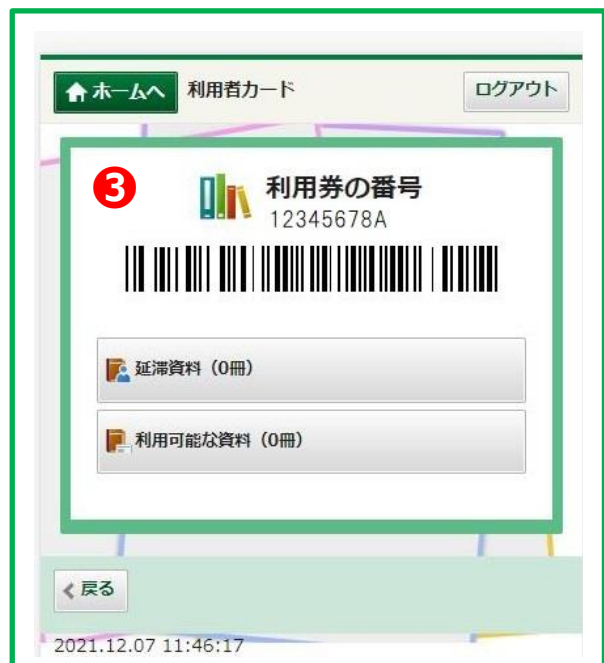 ホームへ 利用者カード ログアウト
3
利用券の番号
12345678A
延滞資料（0冊）
利用可能な資料（0冊）
戻る
2021.12.07 11:46:17